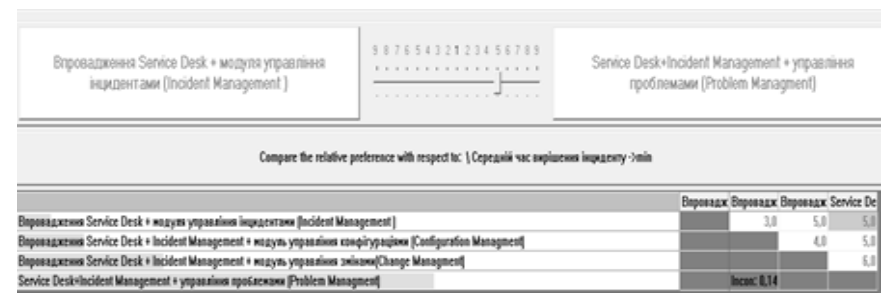 Впровадження Service Desk + модуля управління
інцидентами (Incident Management )
9 8 7 6 5 4 3 2 1 2 3 4 5 6 7 8 9
Service Desk+Incident Management + управління
проблемами (Problem Managment)
Compare the relative preference with respect to: \ Середній час вирішення інциденту ->min
Впровадж Впровадж Впровадж Service De
Впровадження Service Desk + модуля управління інцидентами (Incident Management ) 3,0 5,0 5,0
Впровадження Service Desk + Incident Management + модуль управління конфігураціями (Configuration Managment) 4,0 5,0
Впровадження Service Desk + Incident Management + модуль управління змінами(Change Managment) 6,0
Service Desk+Incident Management + управління проблемами (Problem Managment) Incon: 0,14